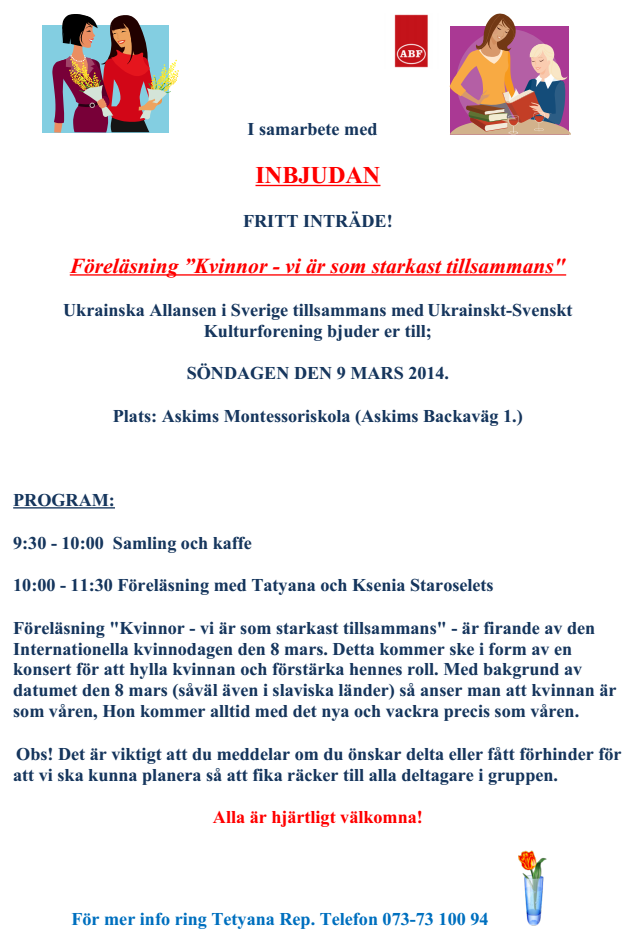 ABF
I samarbete med
INBJUDAN
FRITT INTRÄDE!
Föreläsning ”Kvinnor - vi är som starkast tillsammans"
Ukrainska Allansen i Sverige tillsammans med Ukrainskt-Svenskt
Kulturforening bjuder er till;
SÖNDAGEN DEN 9 MARS 2014.
Plats: Askims Montessoriskola (Askims Backaväg 1.)
PROGRAM:
9:30 - 10:00  Samling och kaffe
10:00 - 11:30 Föreläsning med Tatyana och Ksenia Staroselets
Föreläsning "Kvinnor - vi är som starkast tillsammans" - är firande av den
Internationella kvinnodagen den 8 mars. Detta kommer ske i form av en
konsert för att hylla kvinnan och förstärka hennes roll. Med bakgrund av
datumet den 8 mars (såväl även i slaviska länder) så anser man att kvinnan är
som våren, Hon kommer alltid med det nya och vackra precis som våren.
Obs! Det är viktigt att du meddelar om du önskar delta eller fått förhinder för
att vi ska kunna planera så att fika räcker till alla deltagare i gruppen.
Alla är hjärtligt välkomna!
För mer info ring Tetyana Rep. Telefon 073-73 100 94